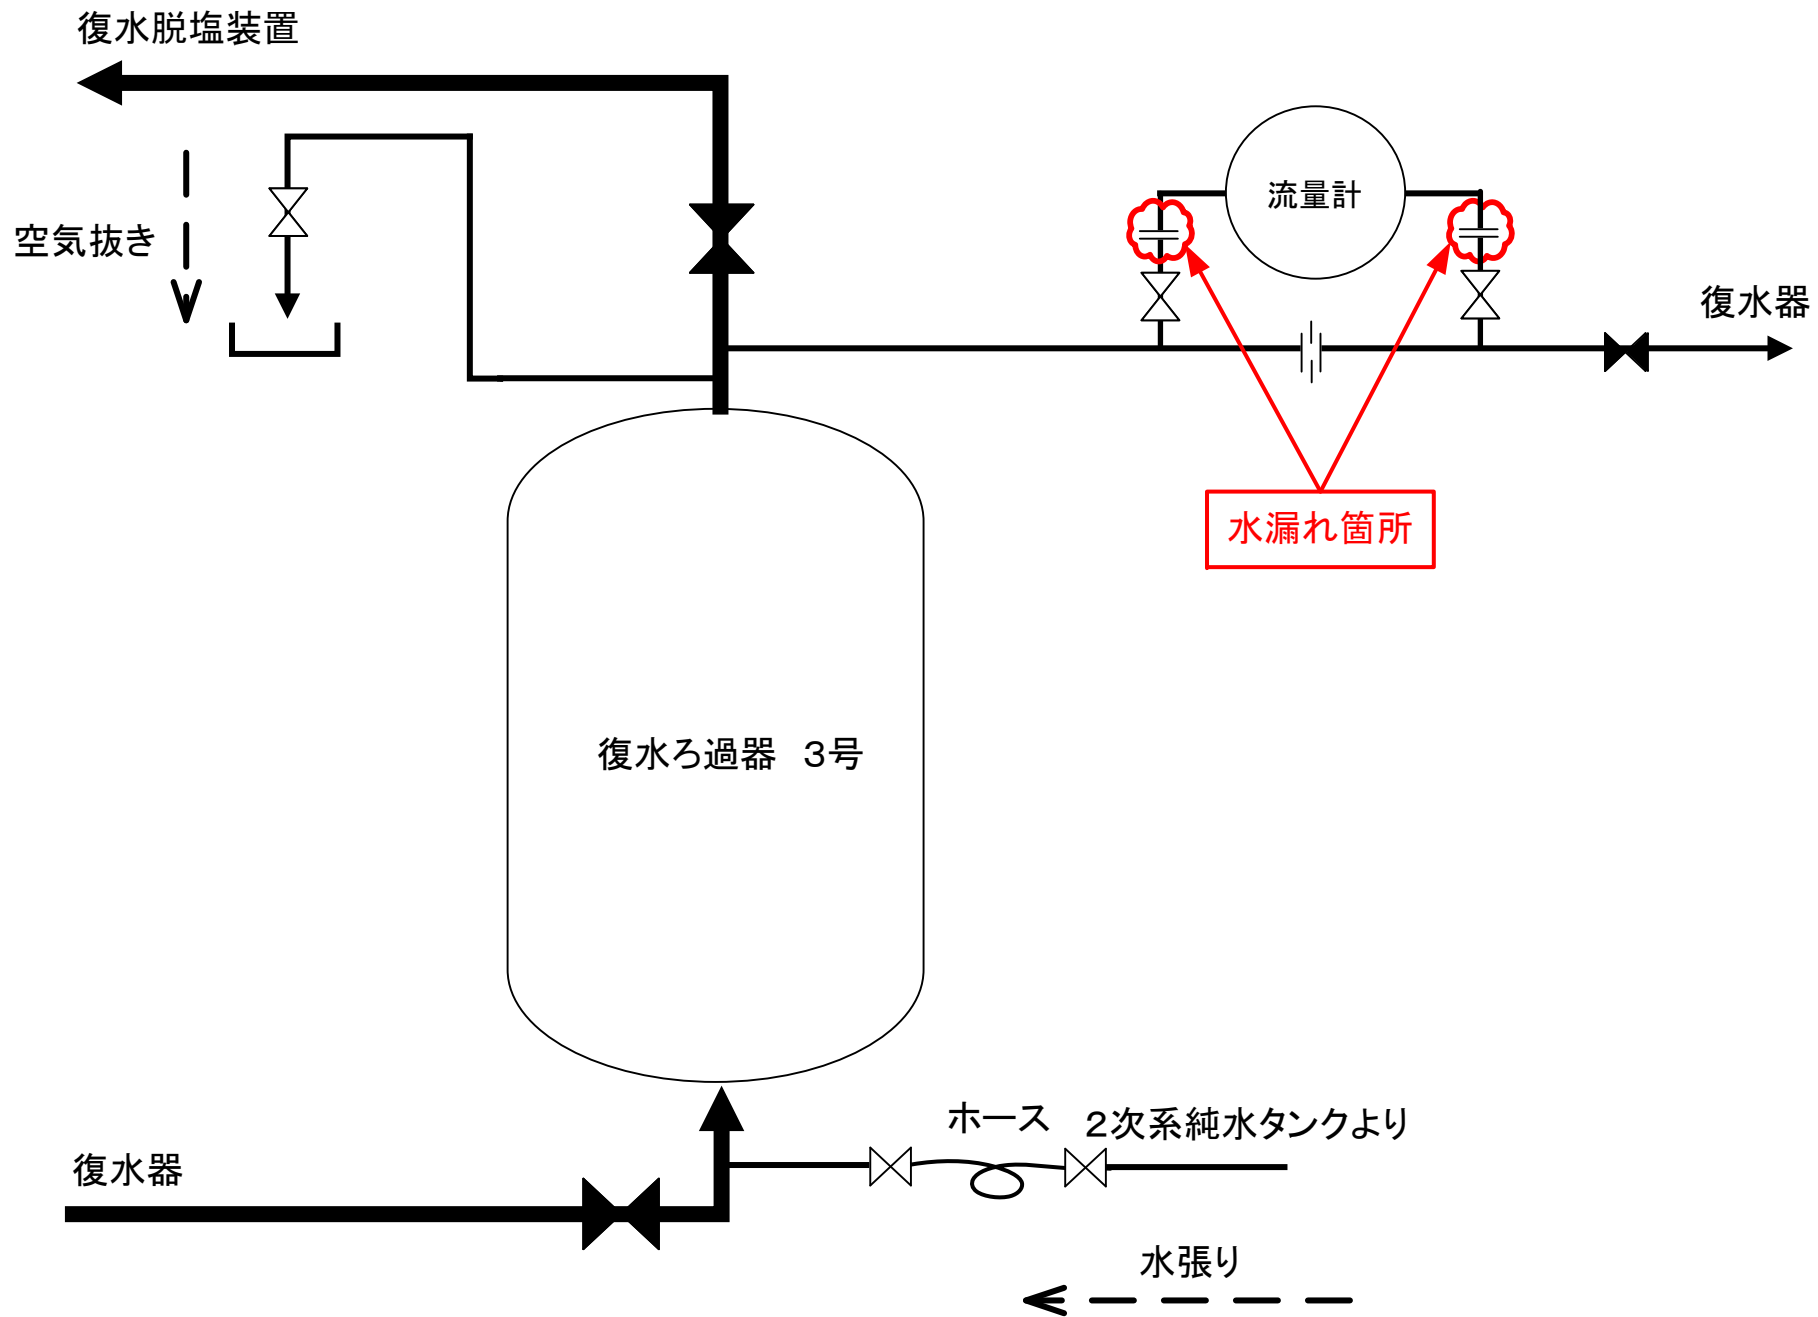 復水脱塩装置
空気抜き
流量計
復水器
水漏れ箇所
復水ろ過器　３号
ホース
２次系純水タンクより
復水器
水張り